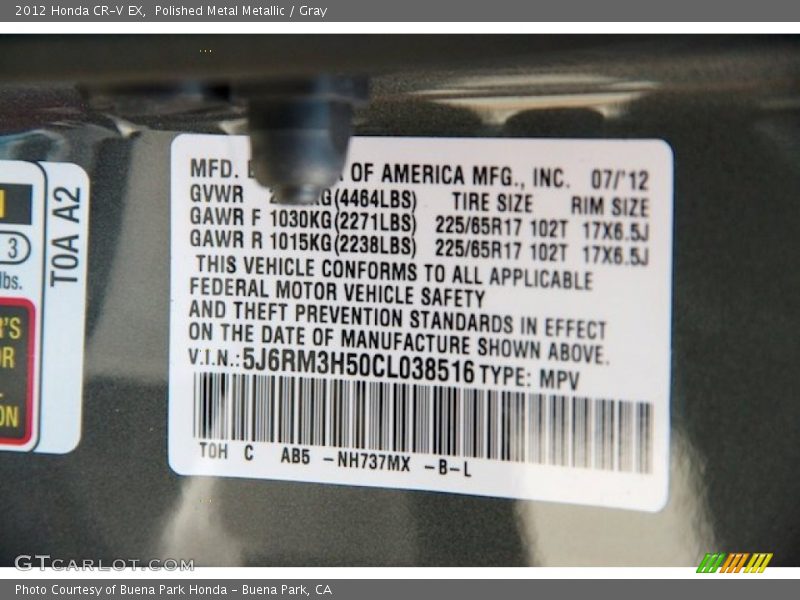 2012 Honda CR-V EX, Polished Metal Metallic / Gray
MFD. OF AMERICA MFG., INC. 07/'12
GVWR (4464LBS) TIRE SIZE RIM SIZE
GAWR F 1030KG(2271LBS) 225/65R17 102T 17X6.5J
GAWR R 1015KG(2238LBS) 225/65R17 102T 17X6.5J
THIS VEHICLE CONFORMS TO ALL APPLICABLE
FEDERAL MOTOR VEHICLE SAFETY
AND THEFT PREVENTION STANDARDS IN EFFECT
ON THE DATE OF MANUFACTURE SHOWN ABOVE.
V.I.N.:5J6RM3H50CL038516 TYPE: MPV
TOH C AB5 -NH737MX -B-L
TOA A2
3
lbs.
GTCARLOT.COM
Photo Courtesy of Buena Park Honda - Buena Park, CA